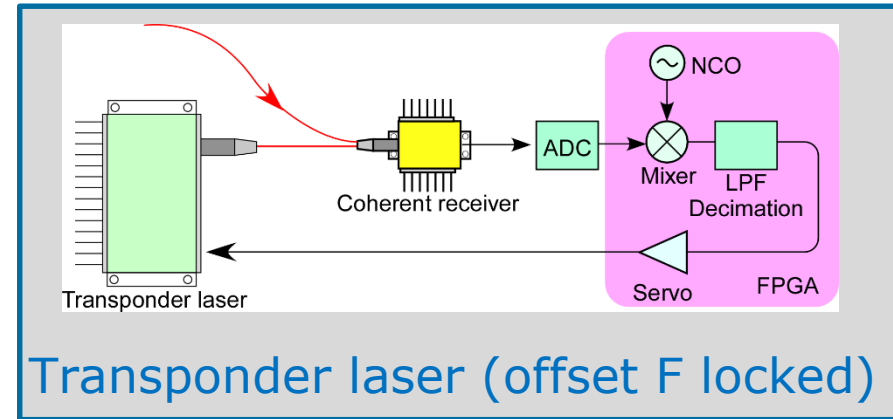 NCO
ADC
Mixer
LPF
Decimation
Coherent receiver
Servo
FPGA
Transponder laser
Transponder laser (offset F locked)